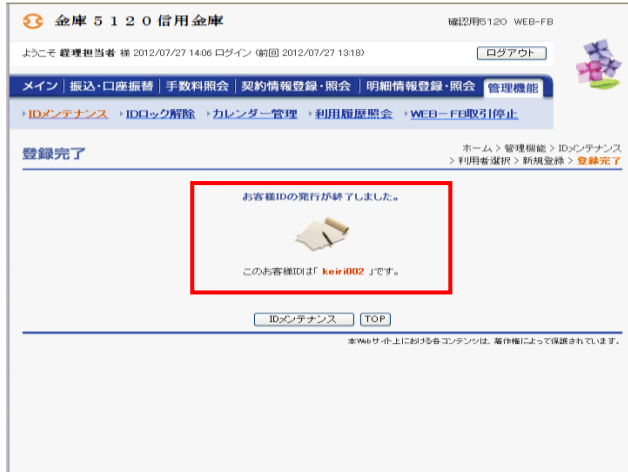 金庫５１２０信用金庫
確認用5120 WEB-FB
ようこそ 経理担当者 様 2012/07/27 14:06 ログイン (前回 2012/07/27 13:18)
ログアウト
メイン 振込・口座振替 手数料照会 契約情報登録・照会 明細情報登録・照会 管理機能
IDメンテナンス IDロック解除 カレンダー管理 利用履歴照会 WEB－FB取引停止
登録完了
ホーム > 管理機能 > IDメンテナンス
> 利用者選択 > 新規登録 > 登録完了
お客様IDの発行が終了しました。
このお客様IDは「 keiri002 」です。
IDメンテナンス TOP
本Webサイト上における各コンテンツは、著作権によって保護されています。